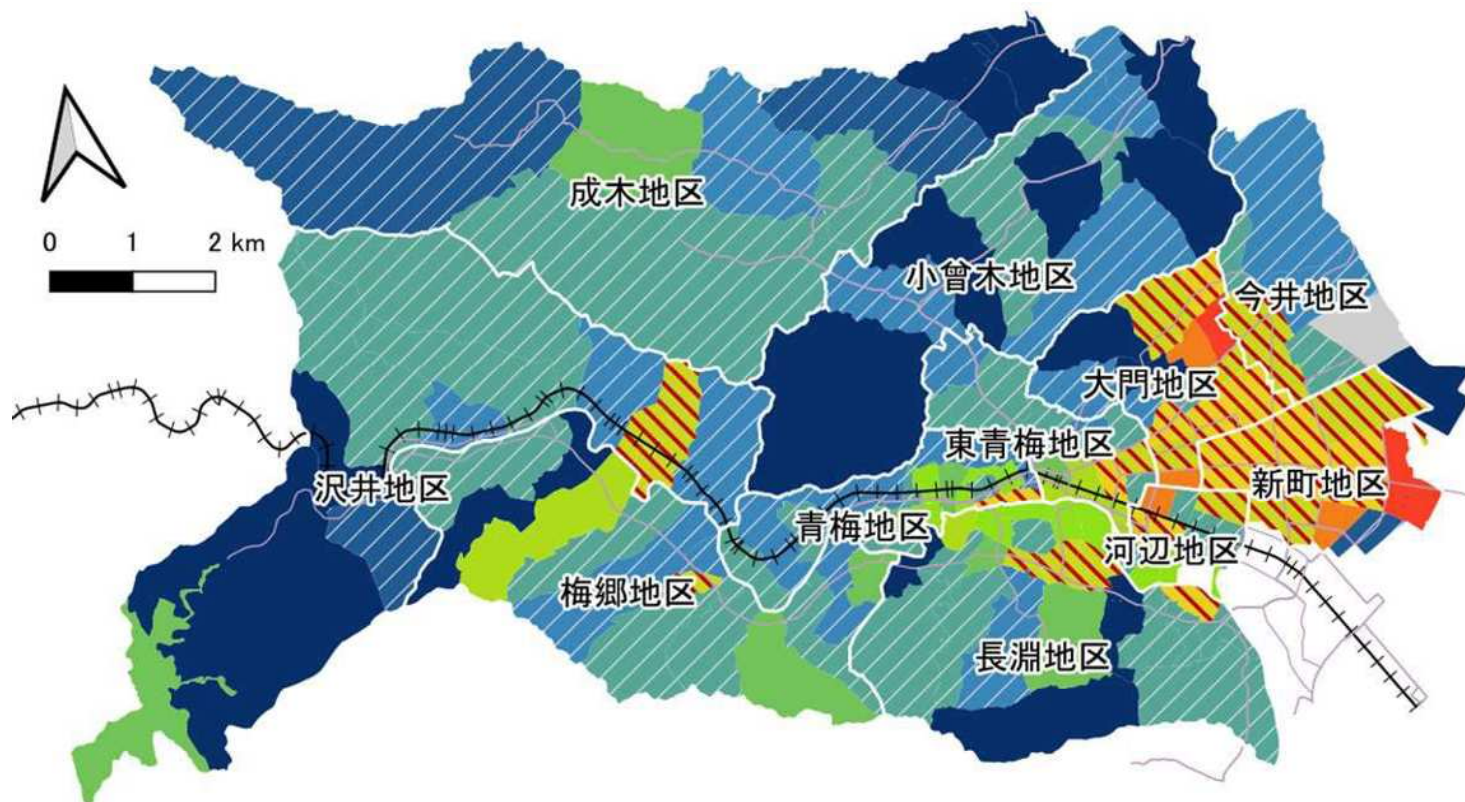 成木地区
0 1 2 km
小曾木地区
今井地区
大門地区
東青梅地区
沢井地区
新町地区
青梅地区
河辺地区
梅郷地区
長淵地区